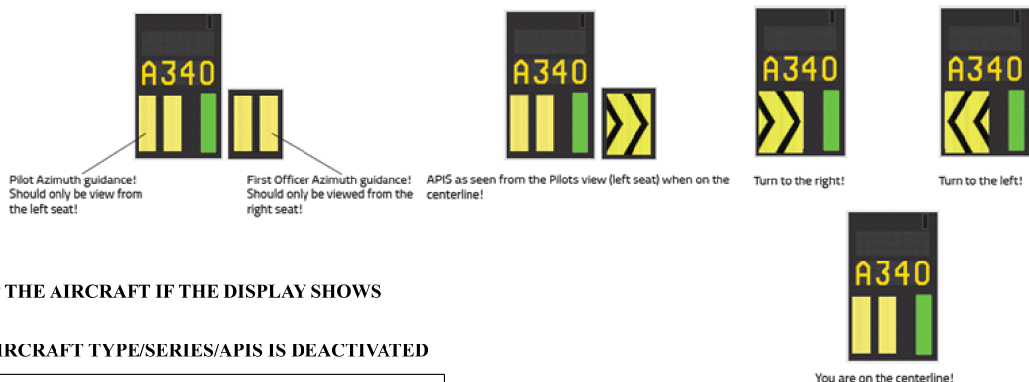 A340
A340
A340
A340
Pilot Azimuth guidance!
Should only be view from
the left seat!
First Officer Azimuth guidance!
Should only be viewed from the
right seat!
APIS as seen from the Pilots view (left seat) when on the
centerline!
Turn to the right!
Turn to the left!
A340
You are on the centerline!
THE AIRCRAFT IF THE DISPLAY SHOWS
AIRCRAFT TYPE/SERIES/APIS IS DEACTIVATED